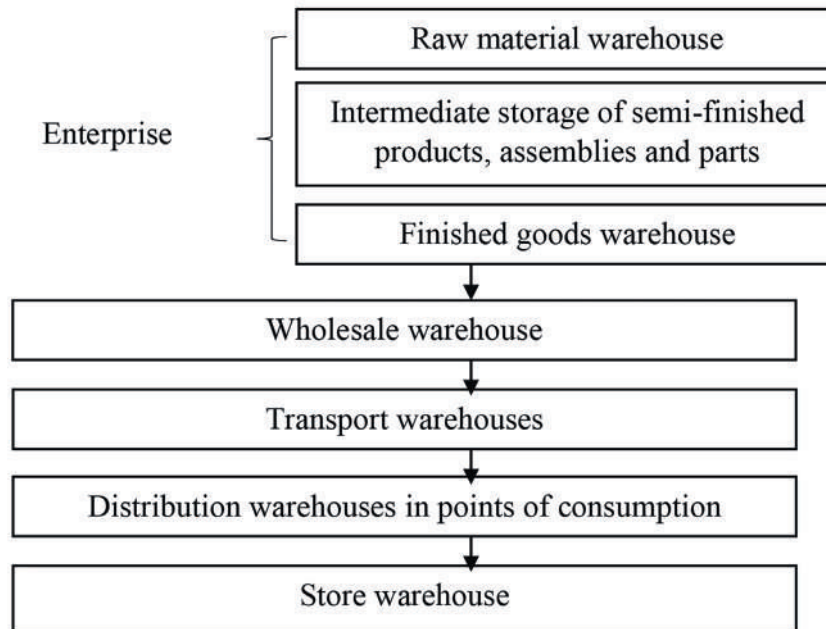 Raw material warehouse
Enterprise
Intermediate storage of semi-finished
products, assemblies and parts
Finished goods warehouse
Wholesale warehouse
Transport warehouses
Distribution warehouses in points of consumption
Store warehouse